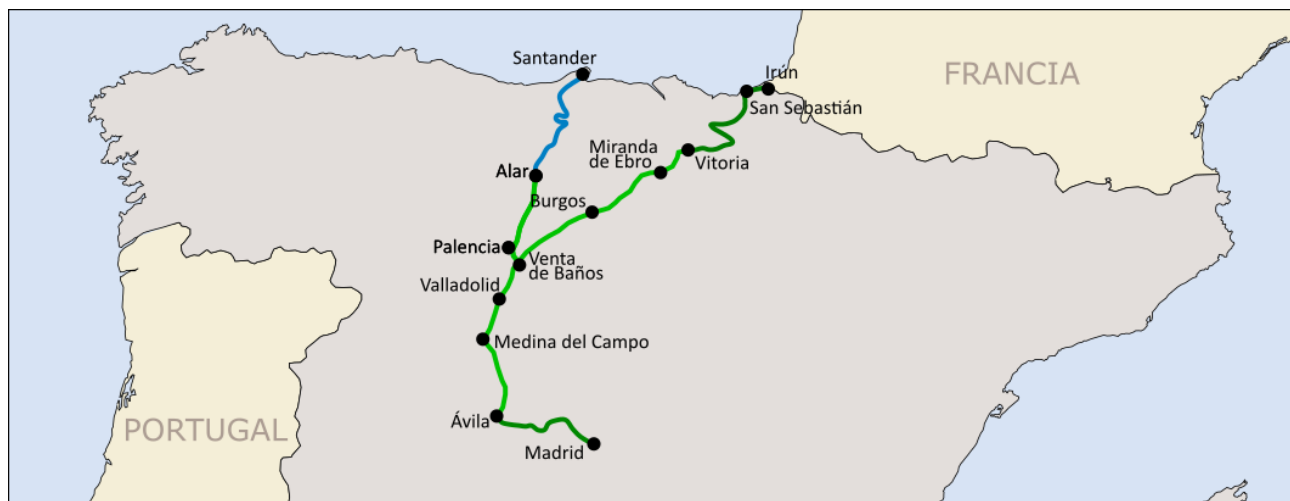 Santander
Irún
FRANCIA
San Sebastián
Miranda
de Ebro
Vitoria
Alar
Burgos
Palencia
Venta
de Baños
Valladolid
Medina del Campo
Ávila
PORTUGAL
Madrid